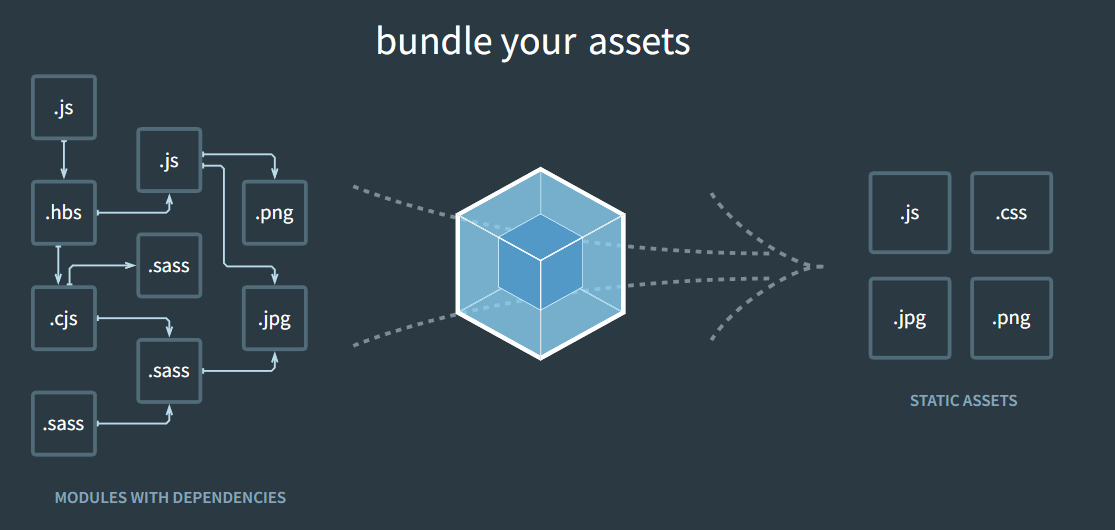 bundle your assets
.js
.js
.hbs
.png
.sass
.cjs
.jpg
.sass
.sass
MODULES WITH DEPENDENCIES
.js
.css
.jpg
.png
STATIC ASSETS